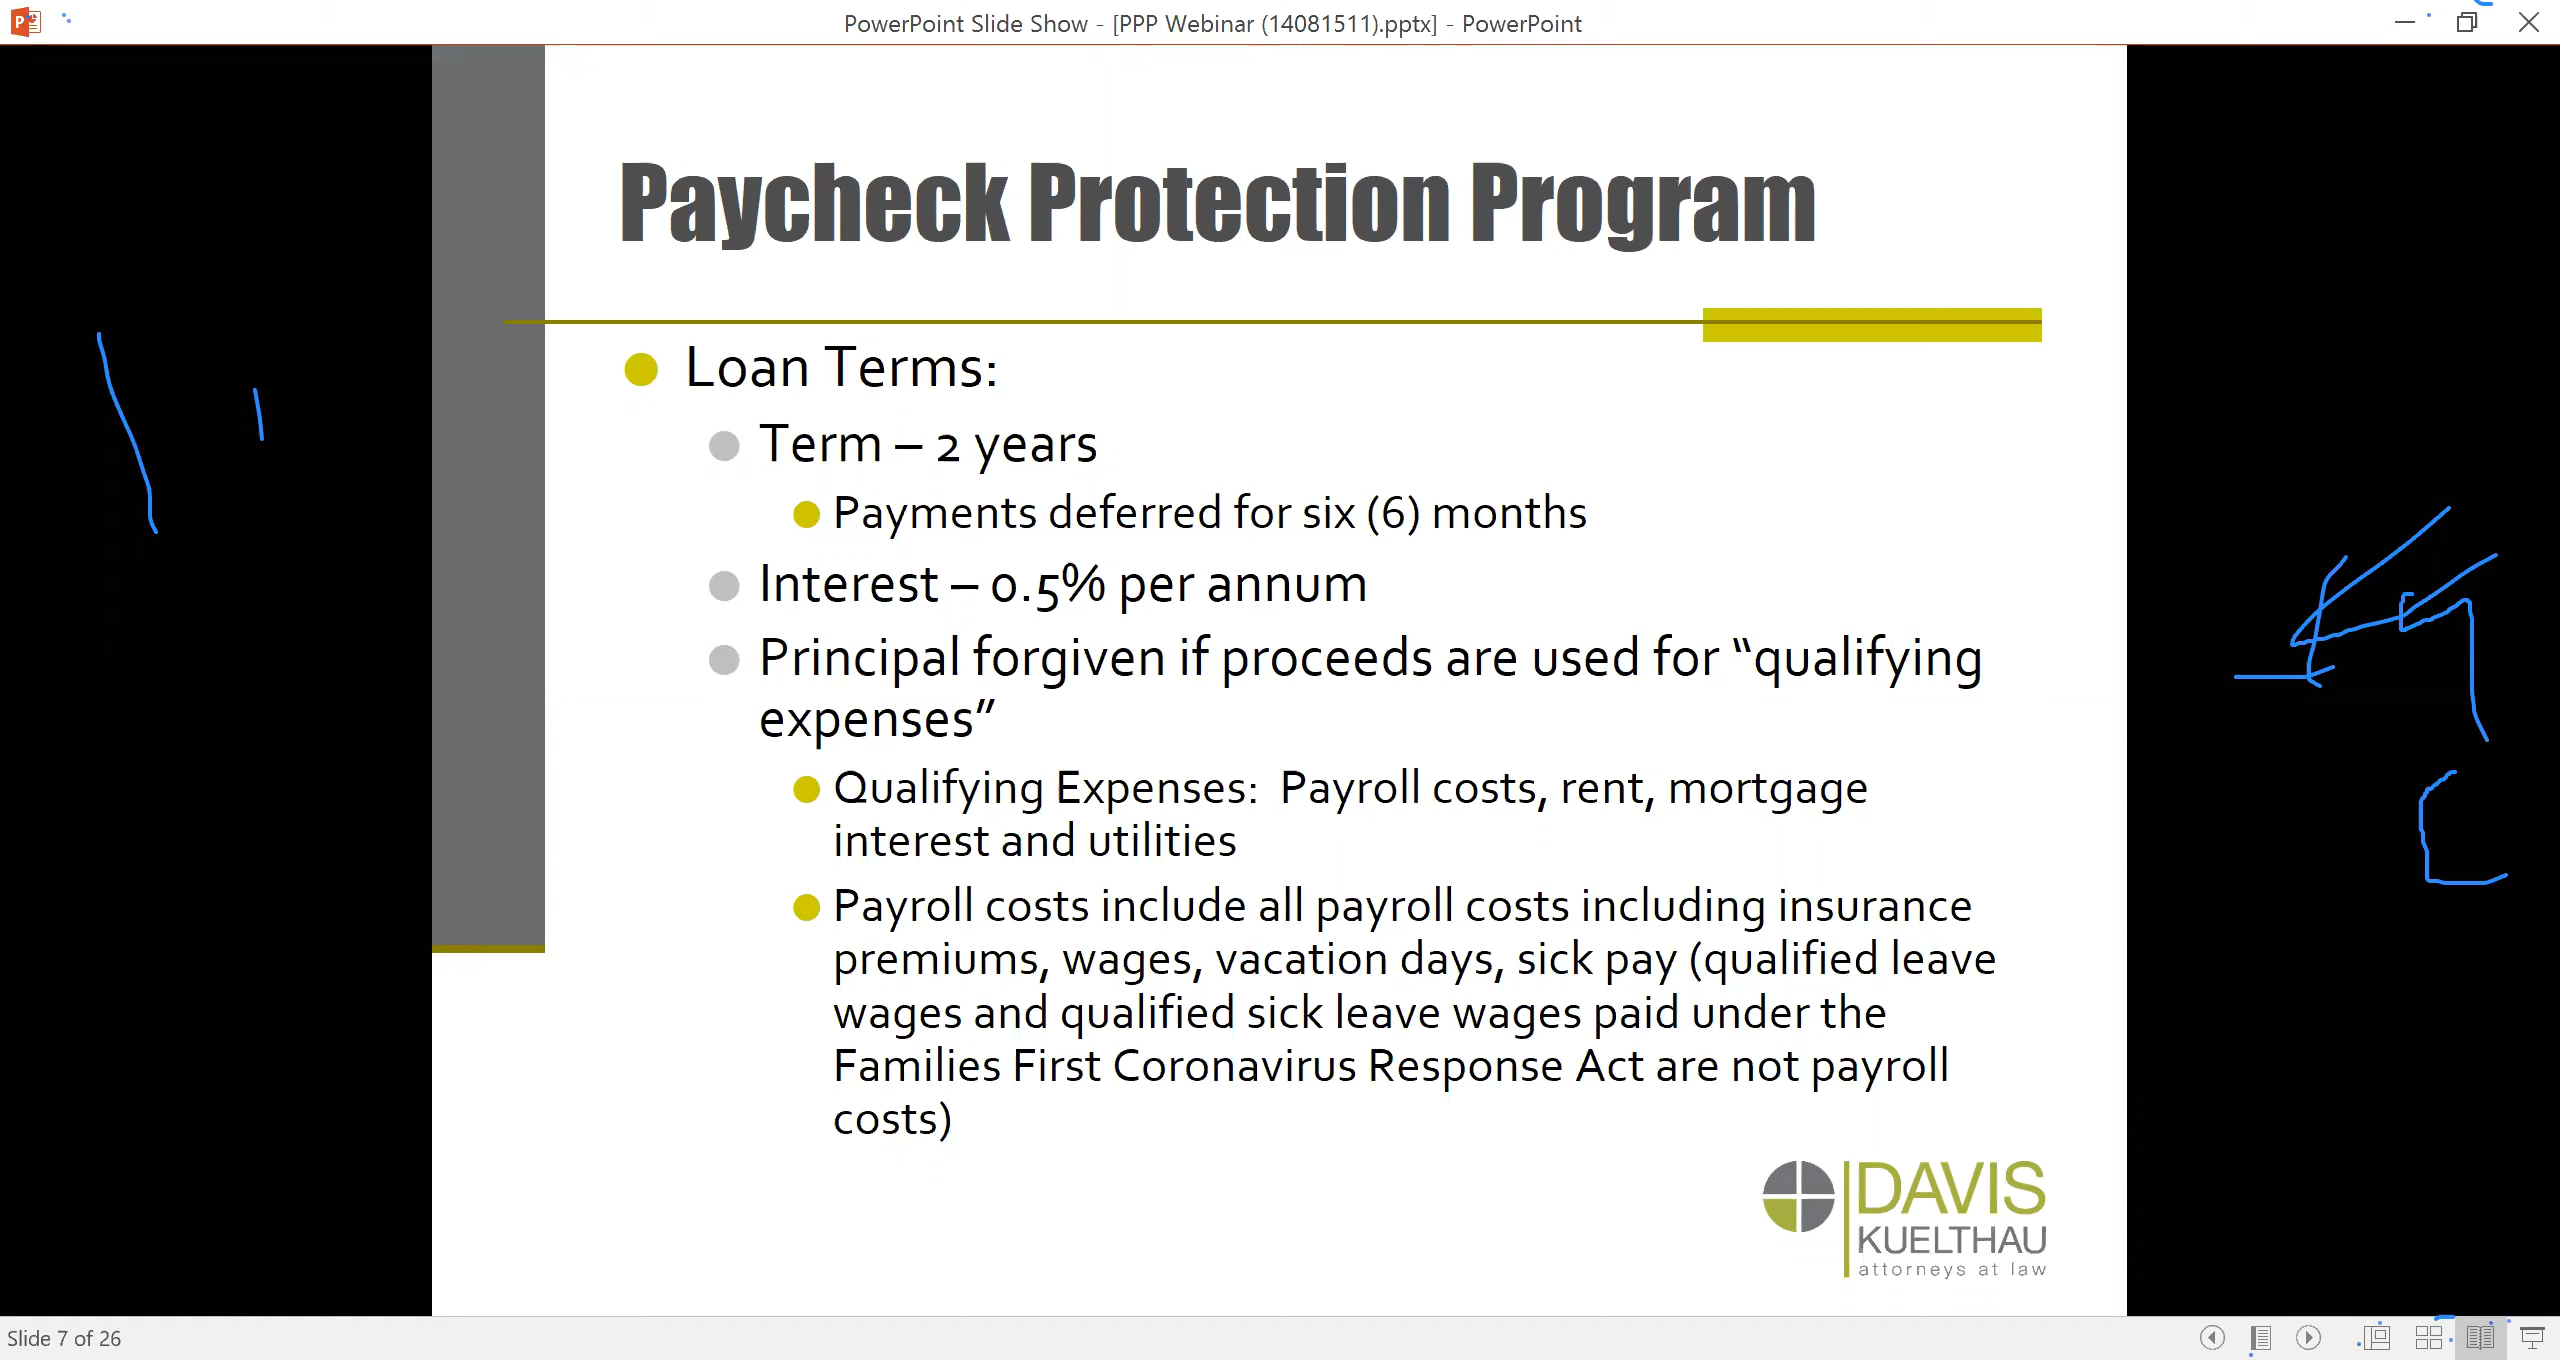 PowerPoint Slide Show - [PPP Webinar (14081511).pptx] - PowerPoint
Paycheck Protection Program
Loan Terms:
Term – 2 years
Payments deferred for six (6) months
Interest – 0.5% per annum
Principal forgiven if proceeds are used for “qualifying
expenses”
Qualifying Expenses:  Payroll costs, rent, mortgage
interest and utilities
Payroll costs include all payroll costs including insurance
premiums, wages, vacation days, sick pay (qualified leave
wages and qualified sick leave wages paid under the
Families First Coronavirus Response Act are not payroll
costs)
DAVIS
KUELTHAU
attorneys at law
Slide 7 of 26